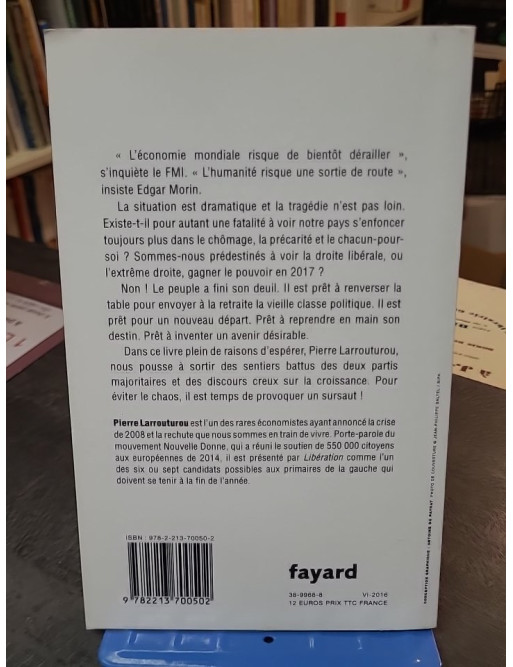 « L'économie mondiale risque de bientôt dérailler »,
s'inquiète le FMI. « L'humanité risque une sortie de route »,
insiste Edgar Morin.
La situation est dramatique et la tragédie n'est pas loin.
Existe-t-il pour autant une fatalité à voir notre pays s'enfoncer
toujours plus dans le chômage, la précarité et le chacun-pour-
soi ? Sommes-nous prédestinés à voir la droite libérale, ou
l'extrême droite, gagner le pouvoir en 2017 ?
Non ! Le peuple a fini son deuil. Il est prêt à renverser la
table pour envoyer à la retraite la vieille classe politique. Il est
prêt pour un nouveau départ. Prêt à reprendre en main son
destin. Prêt à inventer un avenir désirable.
Dans ce livre plein de raisons d'espérer, Pierre Larrouturou,
nous pousse à sortir des sentiers battus des deux partis
majoritaires et des discours creux sur la croissance. Pour
éviter le chaos, il est temps de provoquer un sursaut !
Pierre Larrouturou est l'un des rares économistes ayant annoncé la crise
de 2008 et la rechute que nous sommes en train de vivre. Porte-parole du
mouvement Nouvelle Donne, qui a réuni le soutien de 550 000 citoyens
aux européennes de 2014, il est présenté par Libération comme l'un
des six ou sept candidats possibles aux primaires de la gauche qui
doivent se tenir à la fin de l'année.
ISBN : 978-2-213-70050-2
9 782213 700502
fayard
39-9968-8 VI-2016
12 EUROS PRIX TTC FRANCE